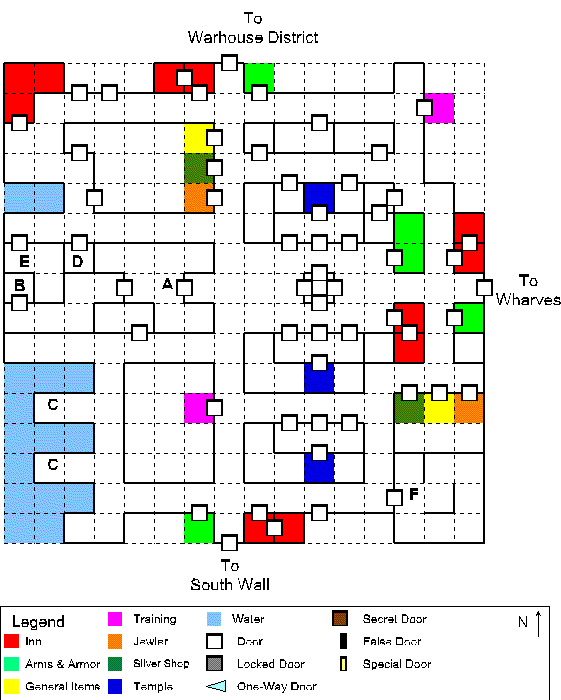 To
Warhouse District
E
D
B
A
To
Wharves
C
C
F
To
South Wall
Legend
N
Inn
Arms & Armor
General Items
Training
Jewler
Silver Shop
Temple
Water
Door
Locked Door
One-Way Door
Secret Door
False Door
Special Door